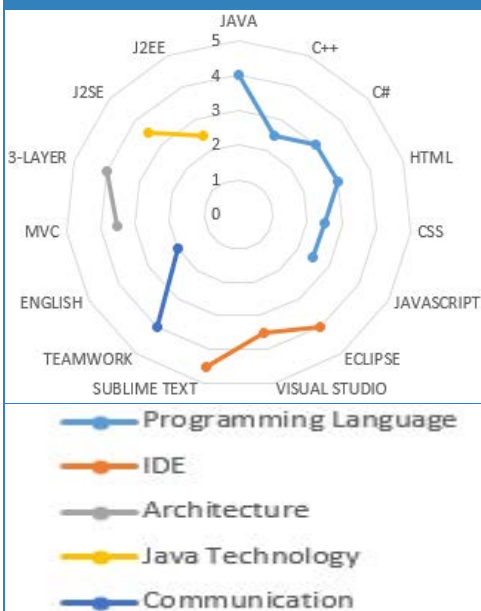 JAVA
J2EE
C++
J2SE
C#
3-LAYER
HTML
MVC
CSS
ENGLISH
JAVASCRIPT
TEAMWORK
ECLIPSE
SUBLIME TEXT
VISUAL STUDIO
5
4
3
2
1
0
Programming Language
IDE
Architecture
Java Technology
Communication